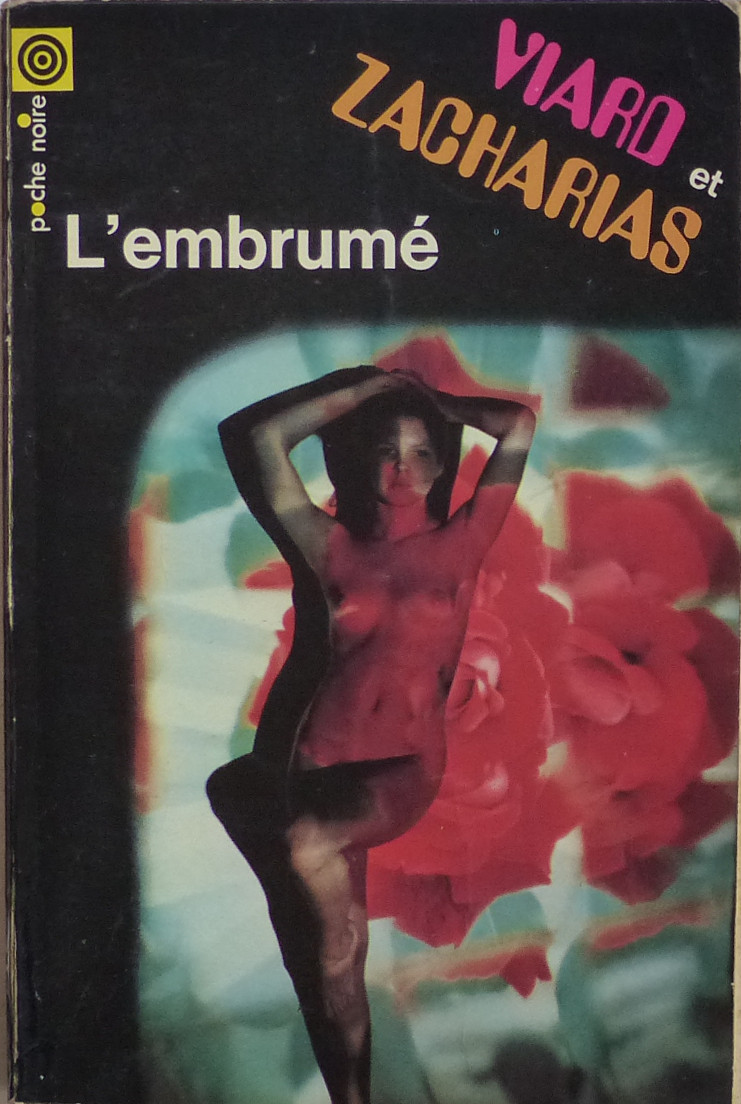 VIARD
et
ZACHARIAS
poche noire
L'embrumé